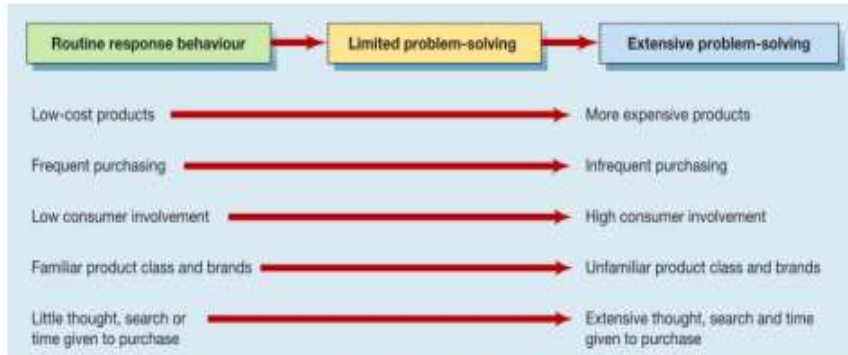 Routine response behaviour
Limited problem-solving
Extensive problem-solving
Low-cost products
More expensive products
Frequent purchasing
Infrequent purchasing
Low consumer involvement
High consumer involvement
Familiar product class and brands
Unfamiliar product class and brands
Little thought, search or
time given to purchase
Extensive thought, search and time
given to purchase